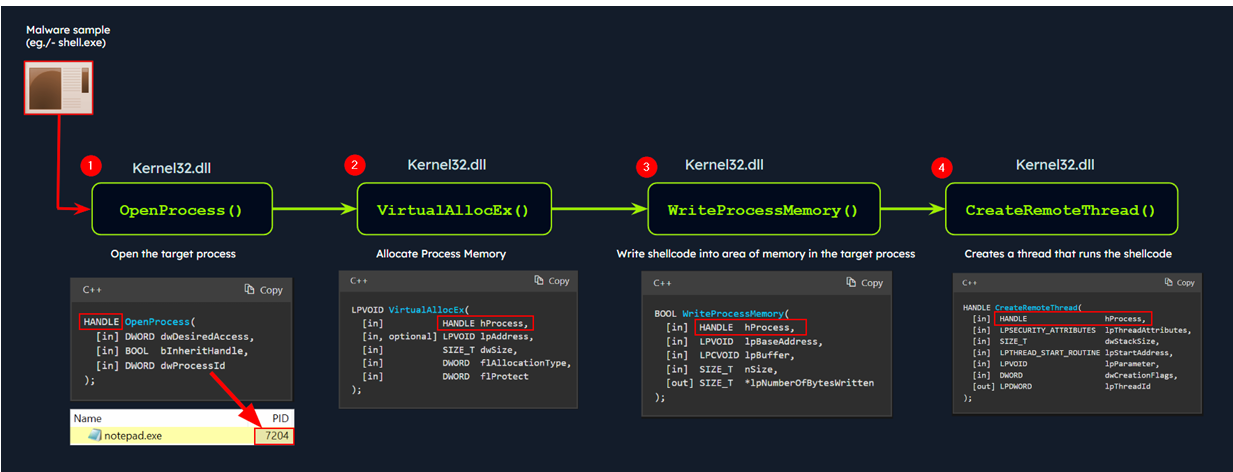 Malware sample
(eg./- shell.exe)
1
Kernel32.dll
OpenProcess()
Open the target process
C++
Copy
HANDLE OpenProcess(
[in] DWORD dwDesiredAccess,
[in] BOOL bInheritHandle,
[in] DWORD dwProcessId
);
Name PID
notepad.exe 7204
2
Kernel32.dll
VirtualAllocEx()
Allocate Process Memory
C++
Copy
LPVOID VirtualAllocEx(
[in] HANDLE hProcess,
[in, optional] LPVOID lpAddress,
[in] SIZE_T dwSize,
[in] DWORD flAllocationType,
[in] DWORD flProtect
);
3
Kernel32.dll
WriteProcessMemory()
Write shellcode into area of memory in the target process
C++
Copy
BOOL WriteProcessMemory(
[in] HANDLE hProcess,
[in] LPVOID lpBaseAddress,
[in] LPCVOID lpBuffer,
[in] SIZE_T nSize,
[out] SIZE_T *lpNumberOfBytesWritten
);
4
Kernel32.dll
CreateRemoteThread()
Creates a thread that runs the shellcode
C++
Copy
HANDLE CreateRemoteThread(
[in] HANDLE hProcess,
[in] LPSECURITY_ATTRIBUTES lpThreadAttributes,
[in] SIZE_T dwStackSize,
[in] LPTHREAD_START_ROUTINE lpStartAddress,
[in] LPVOID lpParameter,
[in] DWORD dwCreationFlags,
[out] LPDWORD lpThreadId
);